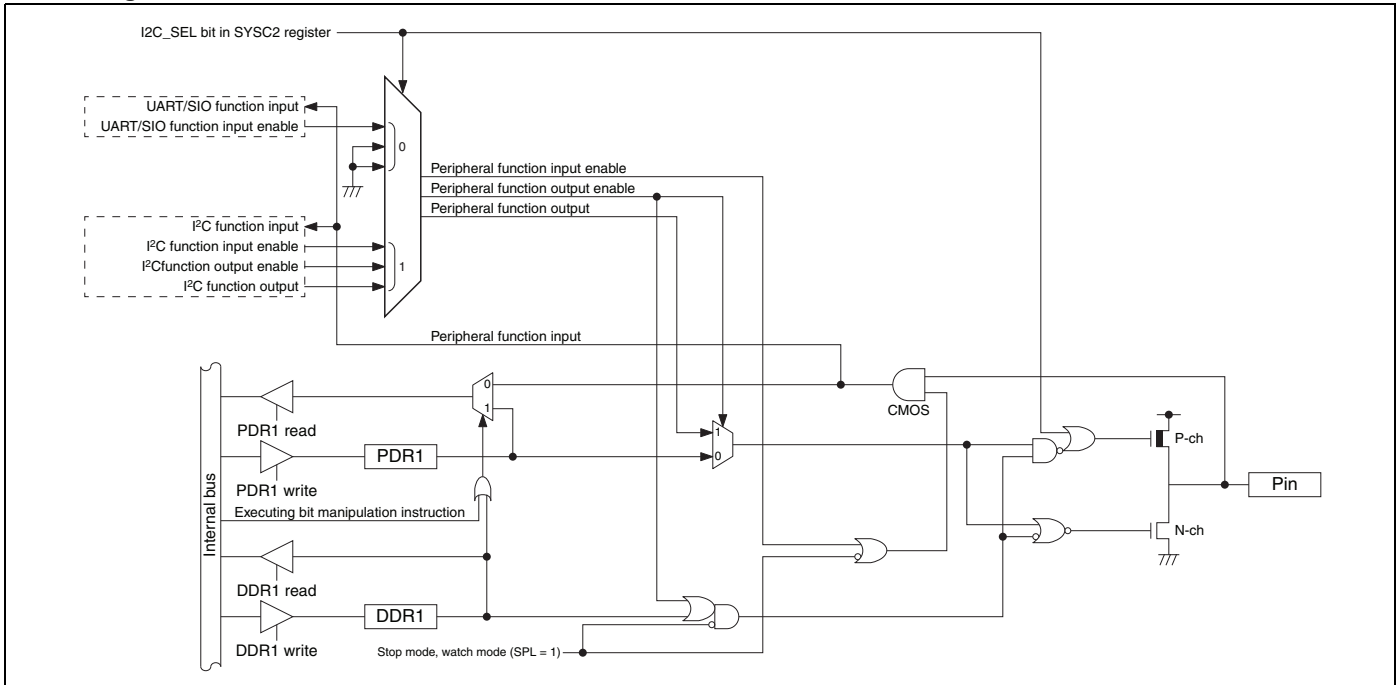 I2C_SEL bit in SYSC2 register
UART/SIO function input
UART/SIO function input enable
0
Peripheral function input enable
Peripheral function output enable
Peripheral function output
I²C function input
I²C function input enable
I²Cfunction output enable
I²C function output
1
Peripheral function input
0
1
CMOS
PDR1 read
1
0
P-ch
PDR1
PDR1 write
Pin
Executing bit manipulation instruction
Internal bus
N-ch
DDR1 read
DDR1
DDR1 write
Stop mode, watch mode (SPL = 1)